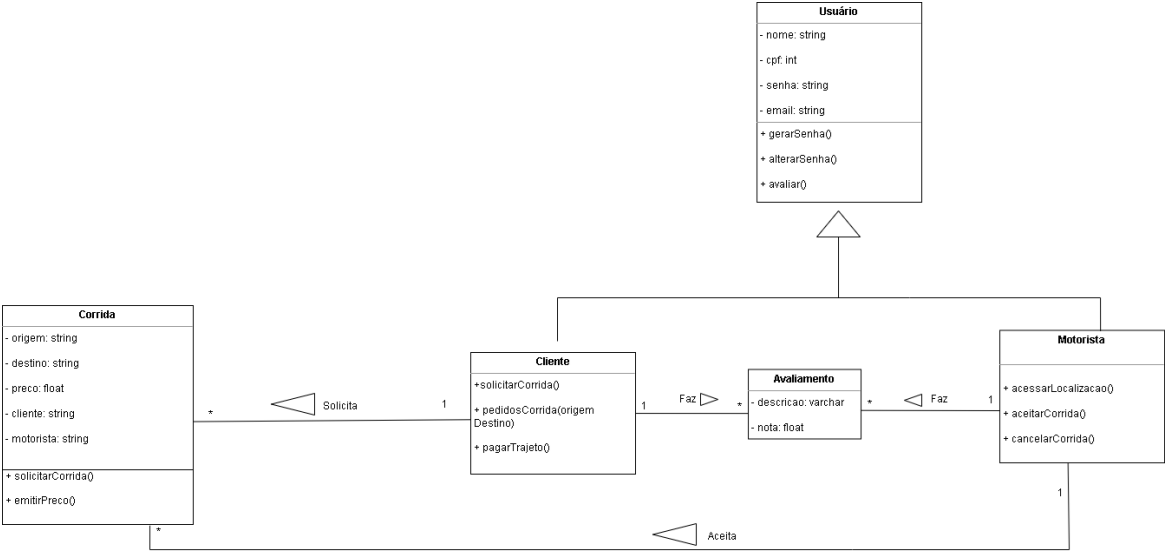 Usuário
- nome: string
- cpf: int
- senha: string
- email: string
+ gerarSenha()
+ alterarSenha()
+ avaliar()
Corrida
- origem: string
- destino: string
- preco: float
- cliente: string
- motorista: string
+ solicitarCorrida()
+ emitirPreco()
*
Solicita
1
Cliente
+solicitarCorrida()
+ pedidosCorrida(origem
Destino)
+ pagarTrajeto()
1
Faz
*
Avaliamento
- descricao: varchar
- nota: float
*
Faz
1
Motorista
+ acessarLocalizacao()
+ aceitarCorrida()
+ cancelarCorrida()
1
*
Aceita